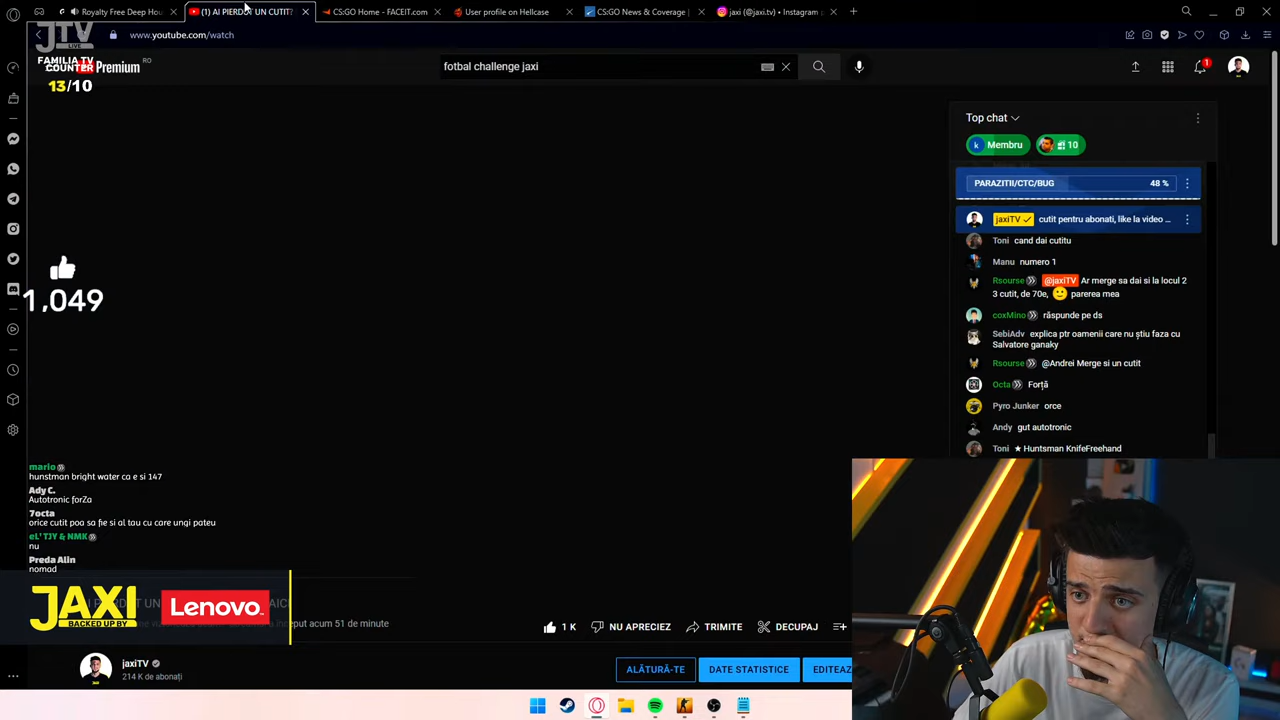 Royalty Free Deep Hou
(1) AI PIERDUT UN CUTIT?
CS:GO Home - FACEIT.com
User profile on Hellcase
CS:GO News & Coverage |
jaxi (@jaxi.tv) • Instagram
www.youtube.com/watch
JTV
LIVE
FAMILIA TV
COUNTER
13/10
Premium
RO
fotbal challenge jaxi
1
Top chat
k Membru
10
PARAZITII/CTC/BUG 48 %
jaxiTV cutit pentru abonati, like la video ...
Toni cand dai cutitu
Manu numero 1
Rsourse @jaxiTV Ar merge sa dai si la locul 2
3 cutit, de 70e, parerea mea
coxMino răspunde pe ds
SebiAdv explica ptr oamenii care nu știu faza cu
Salvatore ganaky
Rsourse @Andrei Merge si un cutit
Octa Forță
Pyro Junker orce
Andy gut autotronic
Toni ★ Huntsman KnifeFreehand
1,049
mario
hunstman bright water ca e si 147
Ady C.
Autotronic forZa
7octa
orice cutit poa sa fie si al tau cu care ungi pateu
eL' TJY & NMK
nu
Preda Alin
nomad
JAXI
BACKED UP BY
Lenovo
început acum 51 de minute
1 K
NU APRECIEZ
TRIMITE
DECUPAJ
jaxiTV
214 K de abonați
ALĂTURĂ-TE
DATE STATISTICE
EDITEAZ